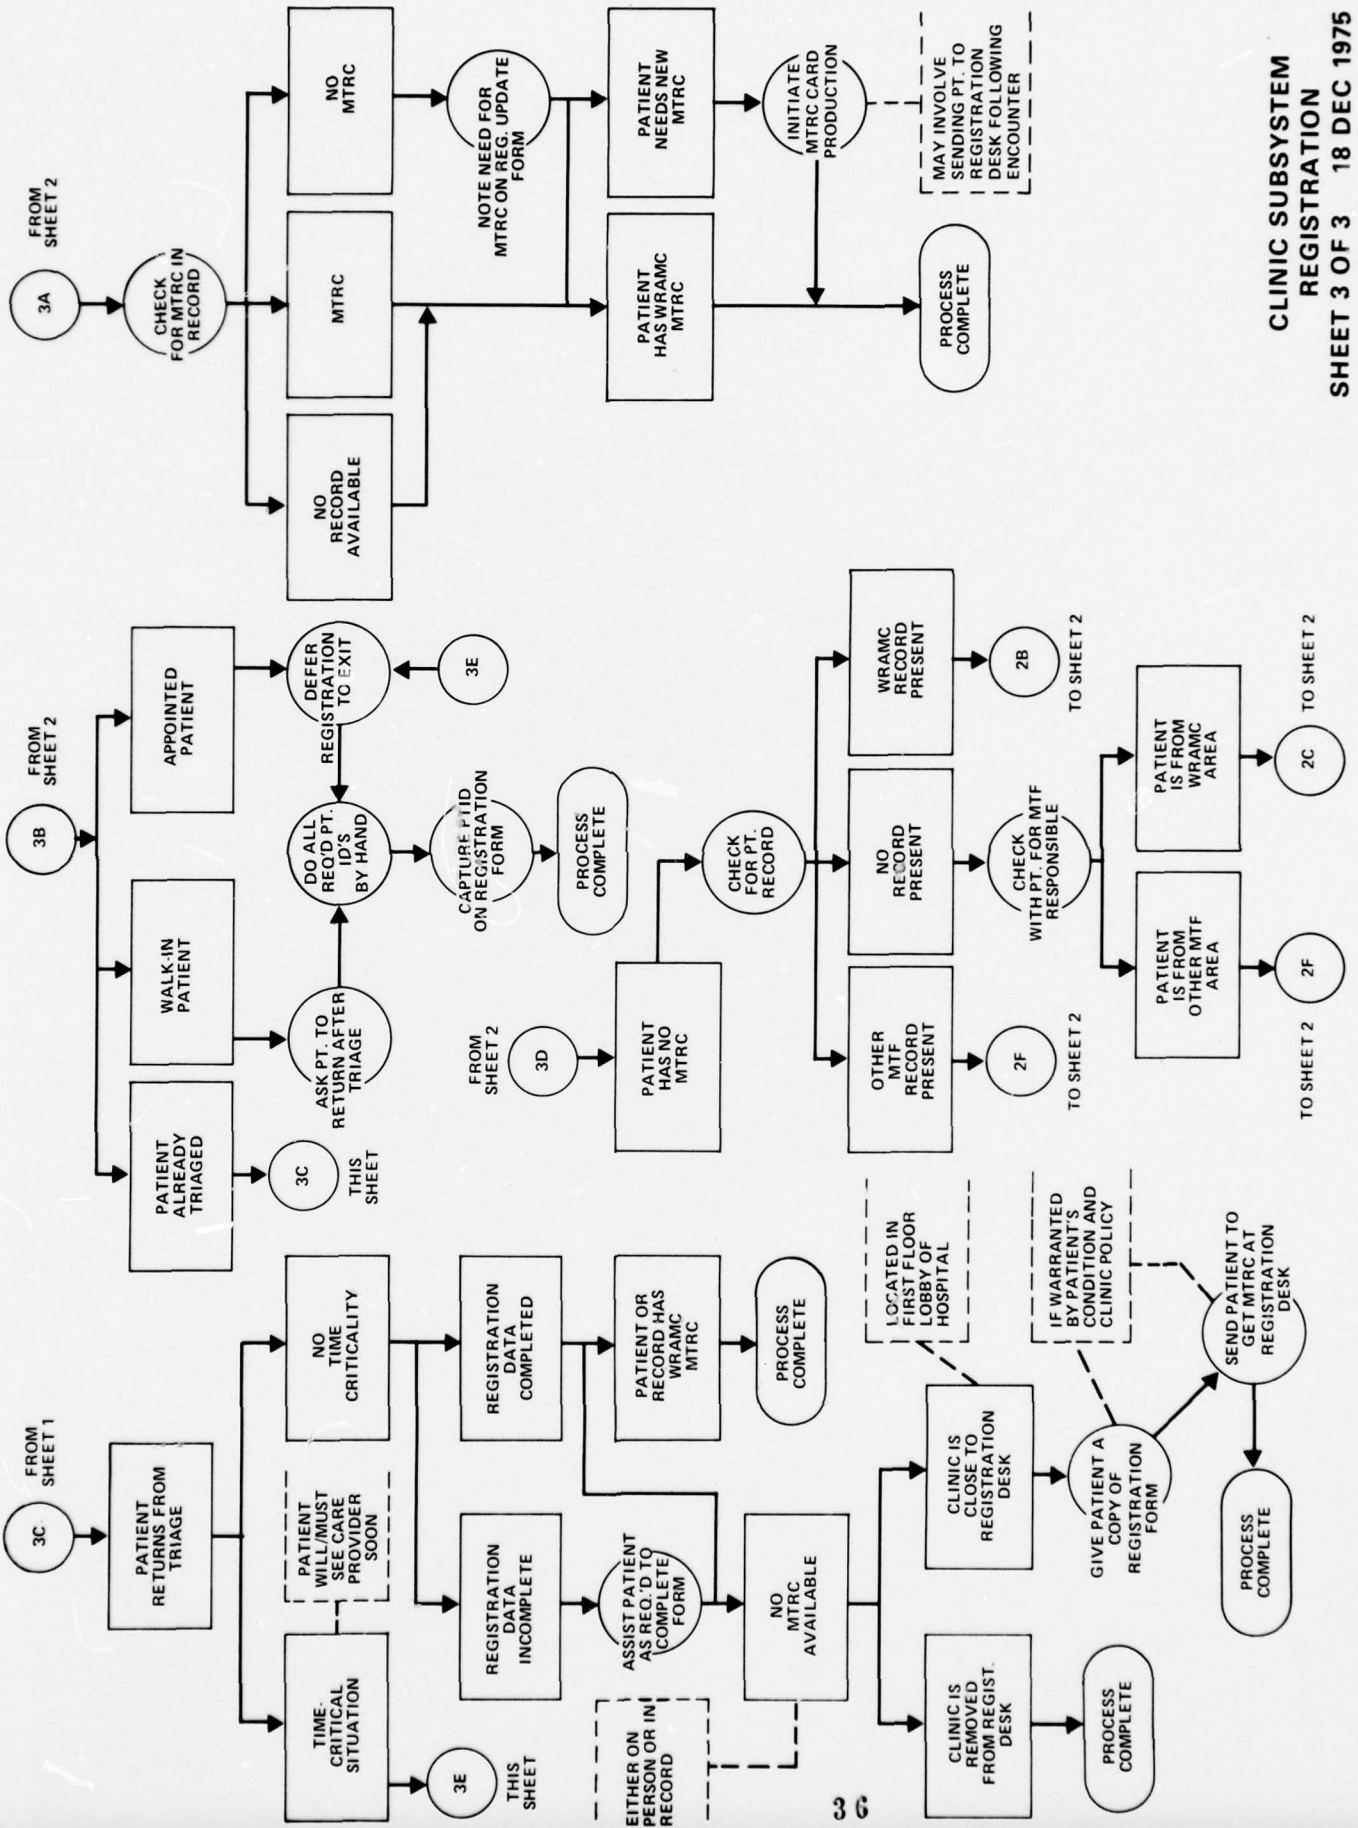 3C
FROM
SHEET 1
PATIENT
RETURNS FROM
TRIAGE
TIME-
CRITICAL
SITUATION
PATIENT
WILL/MUST
SEE CARE
PROVIDER
SOON
NO
TIME
CRITICALITY
3E
THIS
SHEET
REGISTRATION
DATA
INCOMPLETE
REGISTRATION
DATA
COMPLETED
ASSIST PATIENT
AS REQ.'D TO
COMPLETE
FORM
PATIENT OR
RECORD HAS
WRAMC
MTRC
PROCESS
COMPLETE
EITHER ON
PERSON OR IN
RECORD
NO
MTRC
AVAILABLE
CLINIC IS
REMOVED
FROM REGIST.
DESK
PROCESS
COMPLETE
CLINIC IS
CLOSE TO
REGISTRATION
DESK
LOCATED IN
FIRST FLOOR
LOBBY OF
HOSPITAL
GIVE PATIENT A
COPY OF
REGISTRATION
FORM
IF WARRANTED
BY PATIENT'S
CONDITION AND
CLINIC POLICY
SEND PATIENT TO
GET MTRC AT
REGISTRATION
DESK
PROCESS
COMPLETE
3B
FROM
SHEET 2
PATIENT
ALREADY
TRIAGED
WALK-IN
PATIENT
APPOINTED
PATIENT
3C
THIS
SHEET
ASK PT. TO
RETURN AFTER
TRIAGE
DO ALL
REQ'D PT.
ID'S
BY HAND
DEFER
REGISTRATION
TO EXIT
3E
CAPTURE PTID
ON REGISTRATION
FORM
PROCESS
COMPLETE
FROM
SHEET 2
3D
PATIENT
HAS NO
MTRC
CHECK
FOR PT.
RECORD
OTHER
MTF
RECORD
PRESENT
NO
RECORD
PRESENT
WRAMC
RECORD
PRESENT
2F
TO SHEET 2
CHECK
WITH PT. FOR MTF
RESPONSIBLE
2B
TO SHEET 2
PATIENT
IS FROM
OTHER MTF
AREA
PATIENT
IS FROM
WRAMC
AREA
TO SHEET 2
2F
2C
TO SHEET 2
3A
FROM
SHEET 2
CHECK
FOR MTRC IN
RECORD
NO
RECORD
AVAILABLE
MTRC
NO
MTRC
NOTE NEED FOR
MTRC ON REG. UPDATE
FORM
PATIENT
HAS WRAMC
MTRC
PATIENT
NEEDS NEW
MTRC
INITIATE
MTRC CARD
PRODUCTION
MAY INVOLVE
SENDING PT. TO
REGISTRATION
DESK FOLLOWING
ENCOUNTER
PROCESS
COMPLETE
CLINIC SUBSYSTEM
REGISTRATION
SHEET 3 OF 3 18 DEC 1975
36